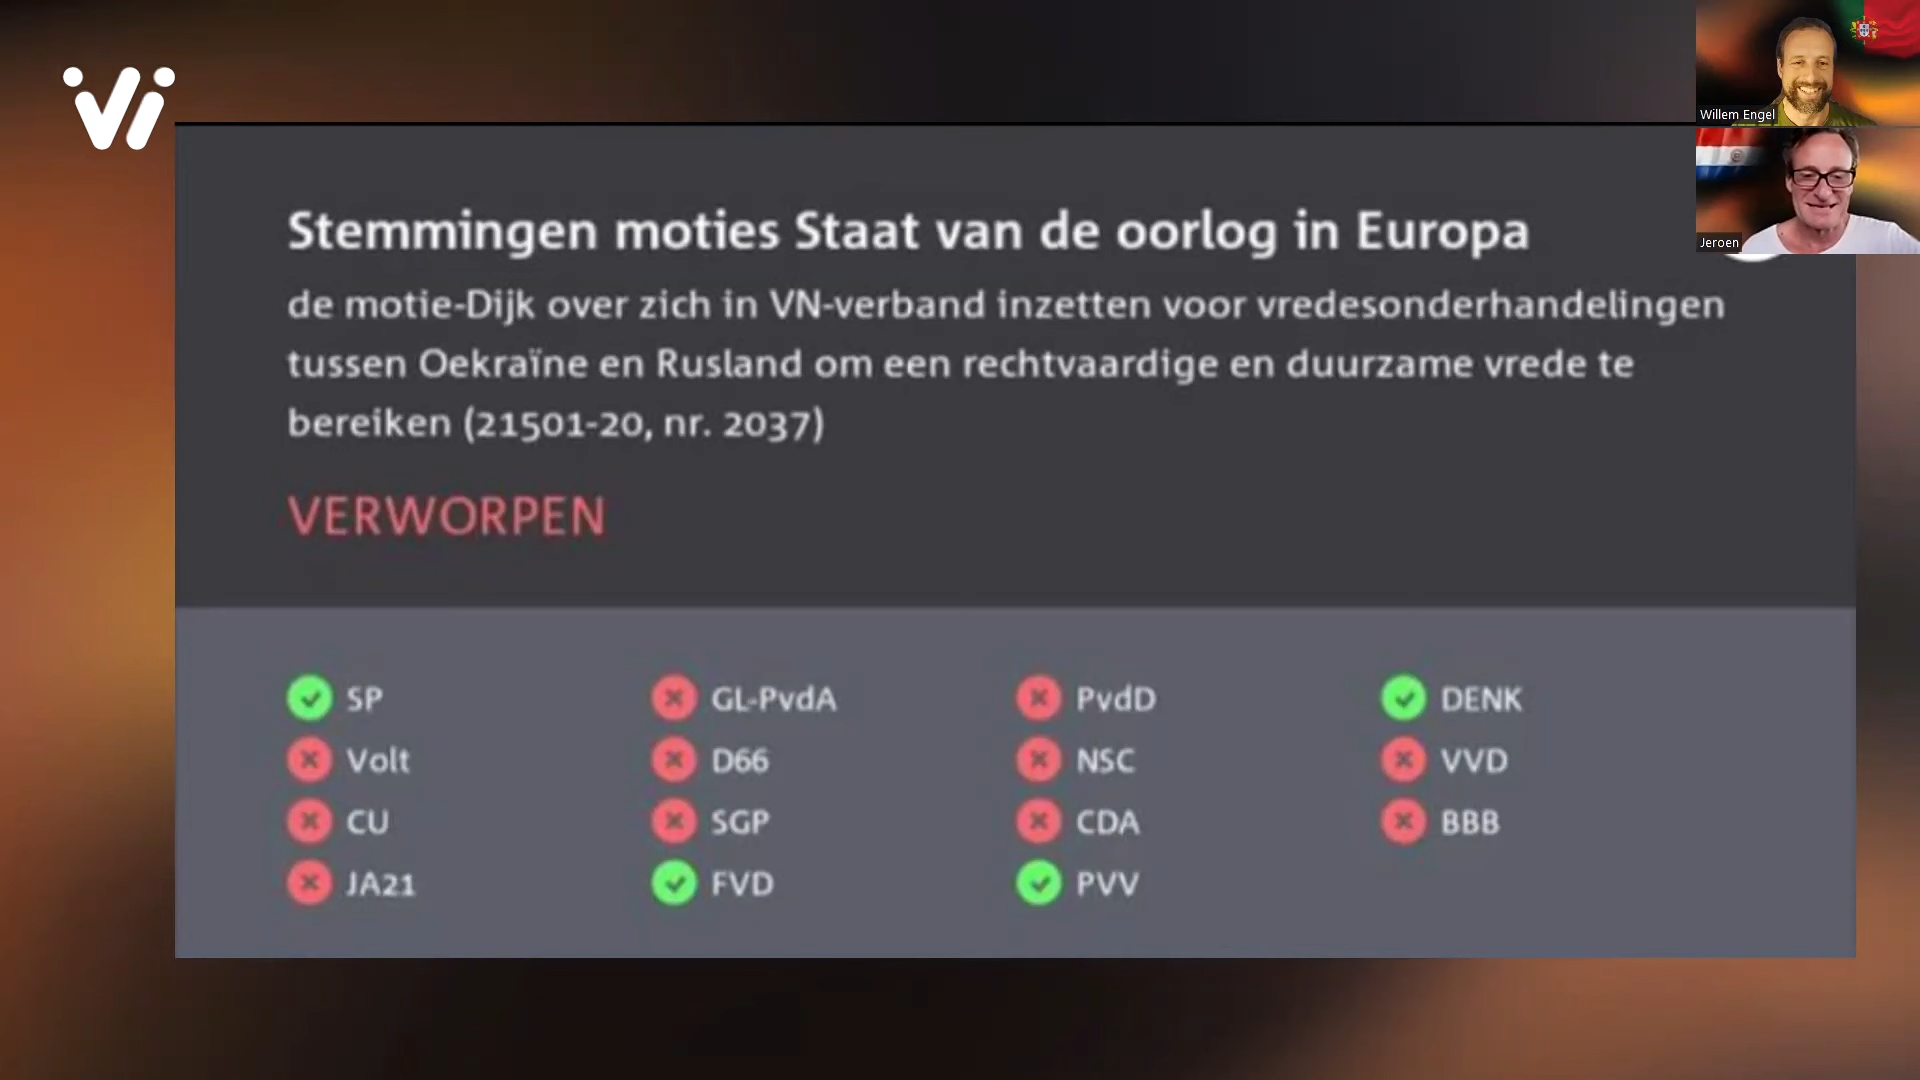 Vi
Willem Engel
Jeroen
Stemmingen moties Staat van de oorlog in Europa
de motie-Dijk over zich in VN-verband inzetten voor vredesonderhandelingen
tussen Oekraïne en Rusland om een rechtvaardige en duurzame vrede te
bereiken (21501-20, nr. 2037)
VERWORPEN
SP GL-PvdA PvdD DENK
Volt D66 NSC VVD
CU SGP CDA BBB
JA21 FVD PVV